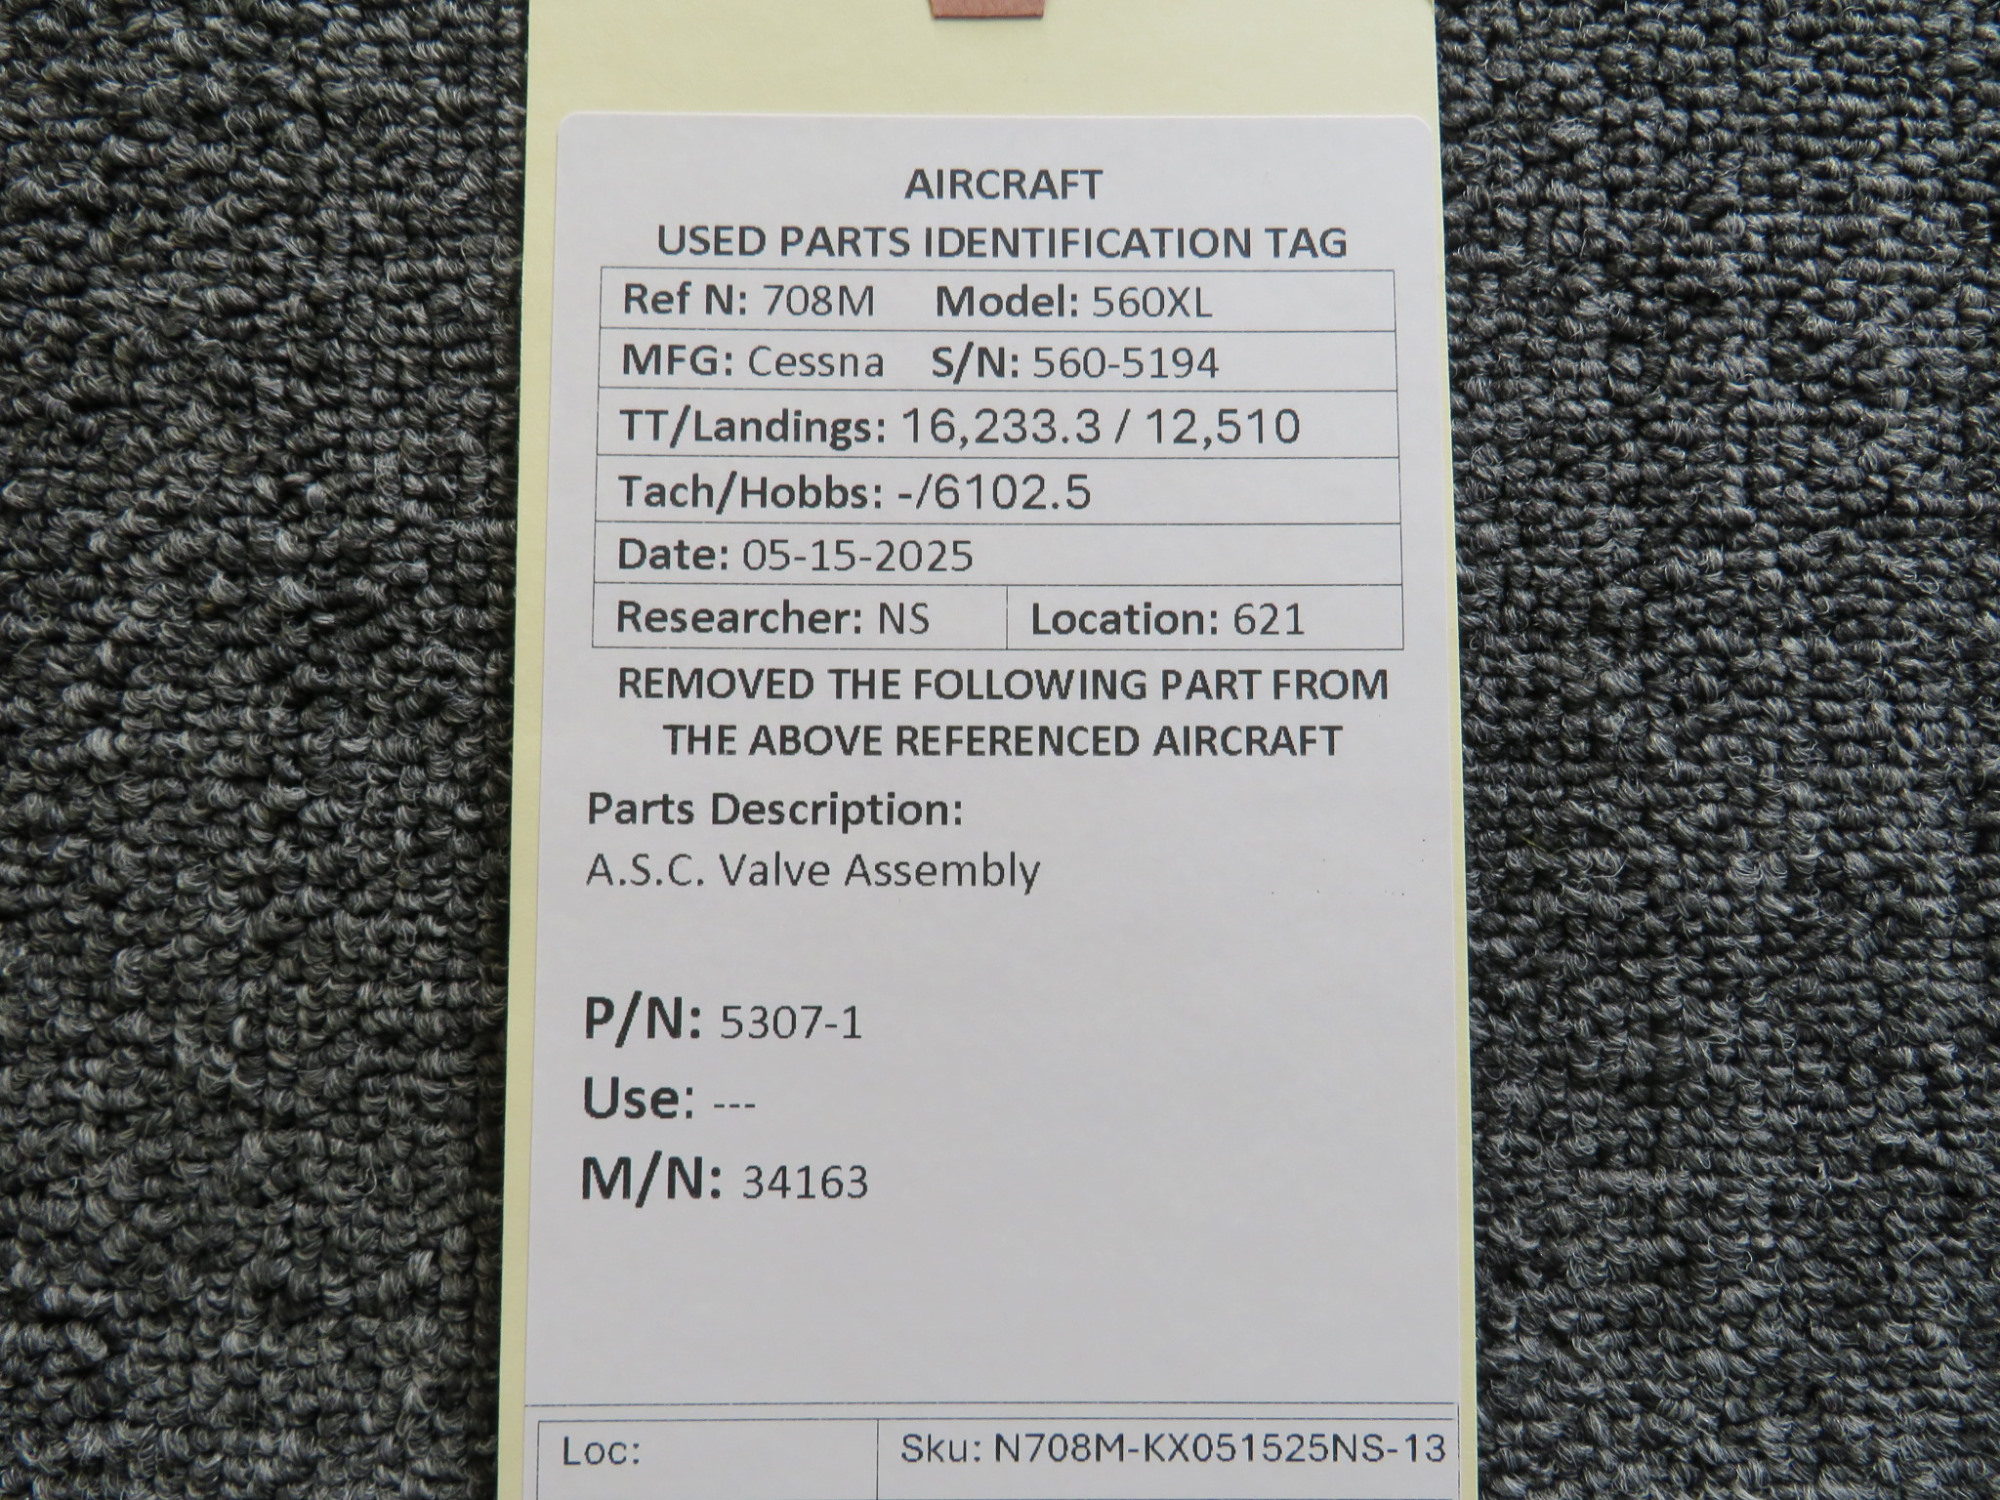 AIRCRAFT
USED PARTS IDENTIFICATION TAG
Ref N: 708M Model: 560XL
MFG: Cessna S/N: 560-5194
TT/Landings: 16,233.3 / 12,510
Tach/Hobbs: -/6102.5
Date: 05-15-2025
Researcher: NS Location: 621
REMOVED THE FOLLOWING PART FROM
THE ABOVE REFERENCED AIRCRAFT
Parts Description:
A.S.C. Valve Assembly
P/N: 5307-1
Use: ---
M/N: 34163
Loc: Sku: N708M-KX051525NS-13